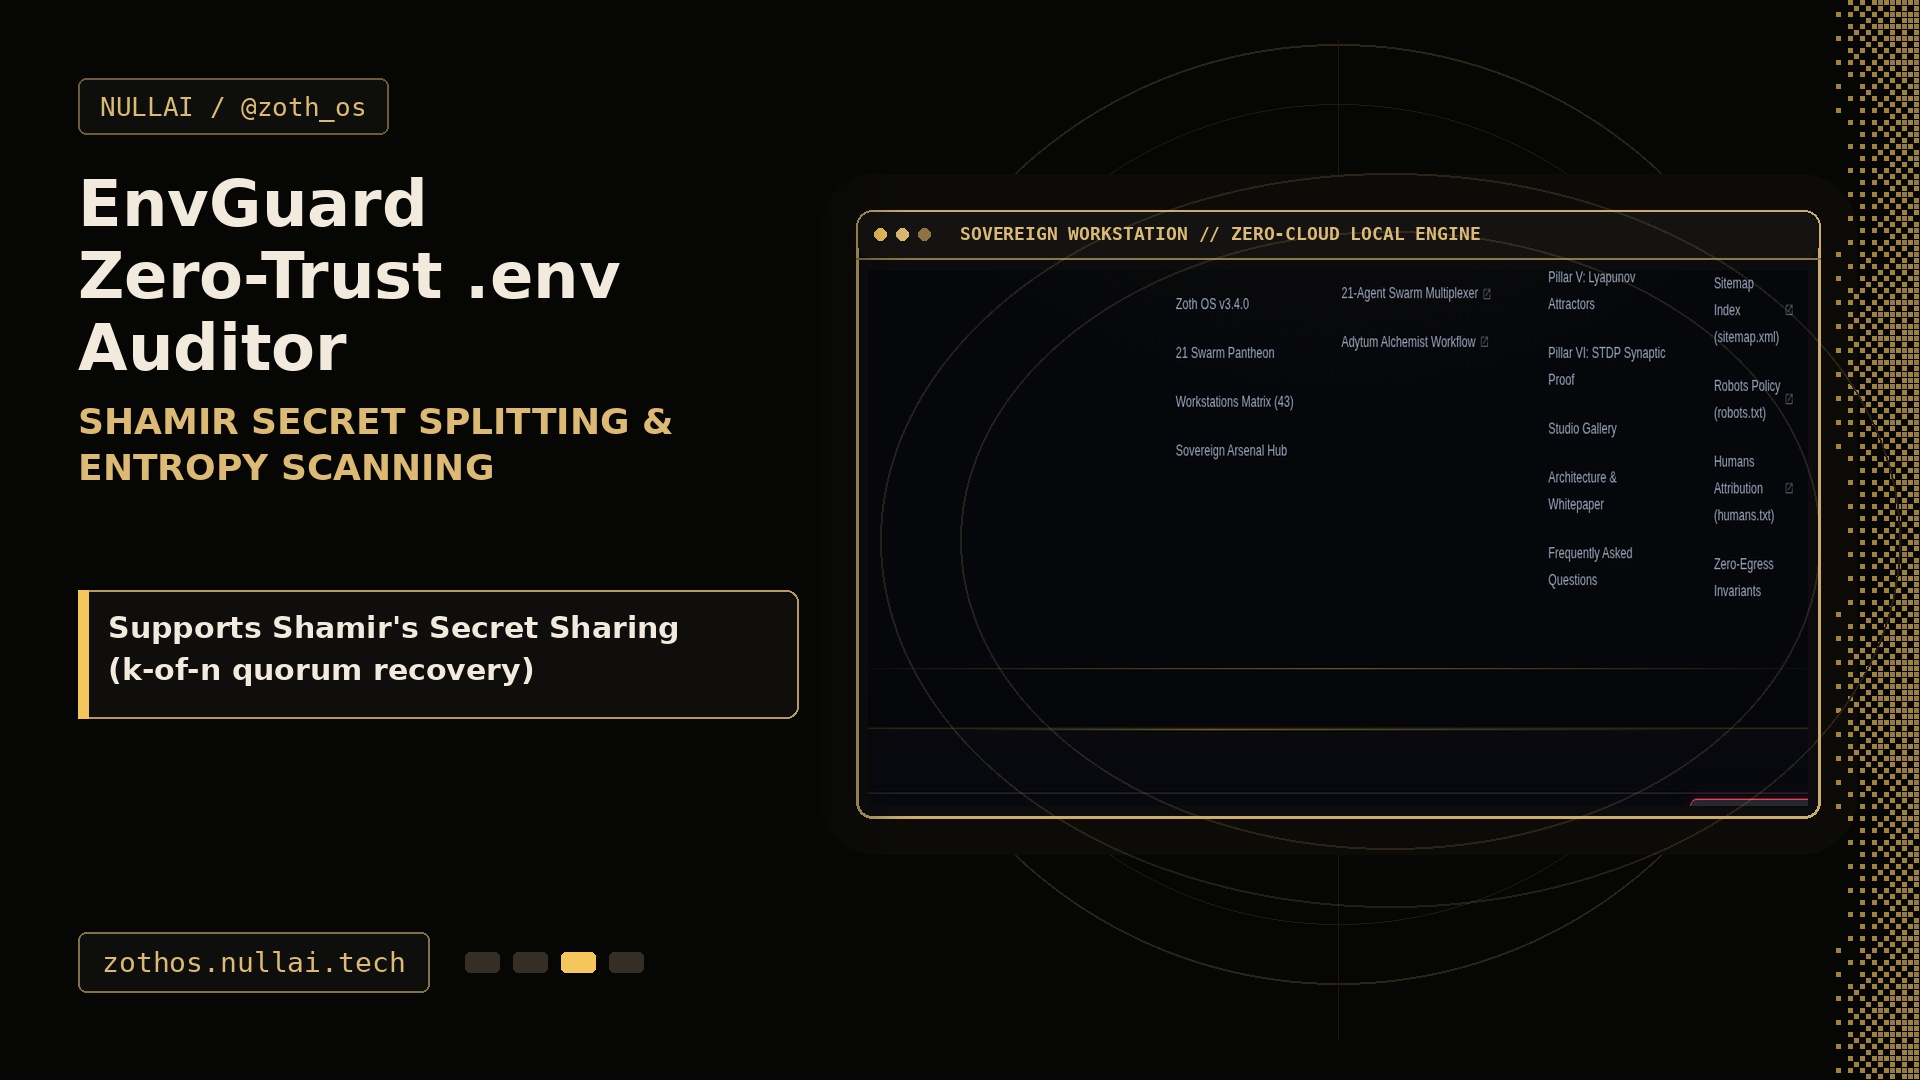 NULLAI / @zoth_os
EnvGuard
Zero-Trust .env
Auditor
SHAMIR SECRET SPLITTING &
ENTROPY SCANNING
Supports Shamir's Secret Sharing
(k-of-n quorum recovery)
zothos.nullai.tech
SOVEREIGN WORKSTATION // ZERO-CLOUD LOCAL ENGINE
Zoth OS v3.4.0
21 Swarm Pantheon
Workstations Matrix (43)
Sovereign Arsenal Hub
21-Agent Swarm Multiplexer
Adytum Alchemist Workflow
Pillar V: Lyapunov
Attractors
Pillar VI: STDP Synaptic
Proof
Studio Gallery
Architecture &
Whitepaper
Frequently Asked
Questions
Sitemap
Index
(sitemap.xml)
Robots Policy
(robots.txt)
Humans
Attribution
(humans.txt)
Zero-Egress
Invariants